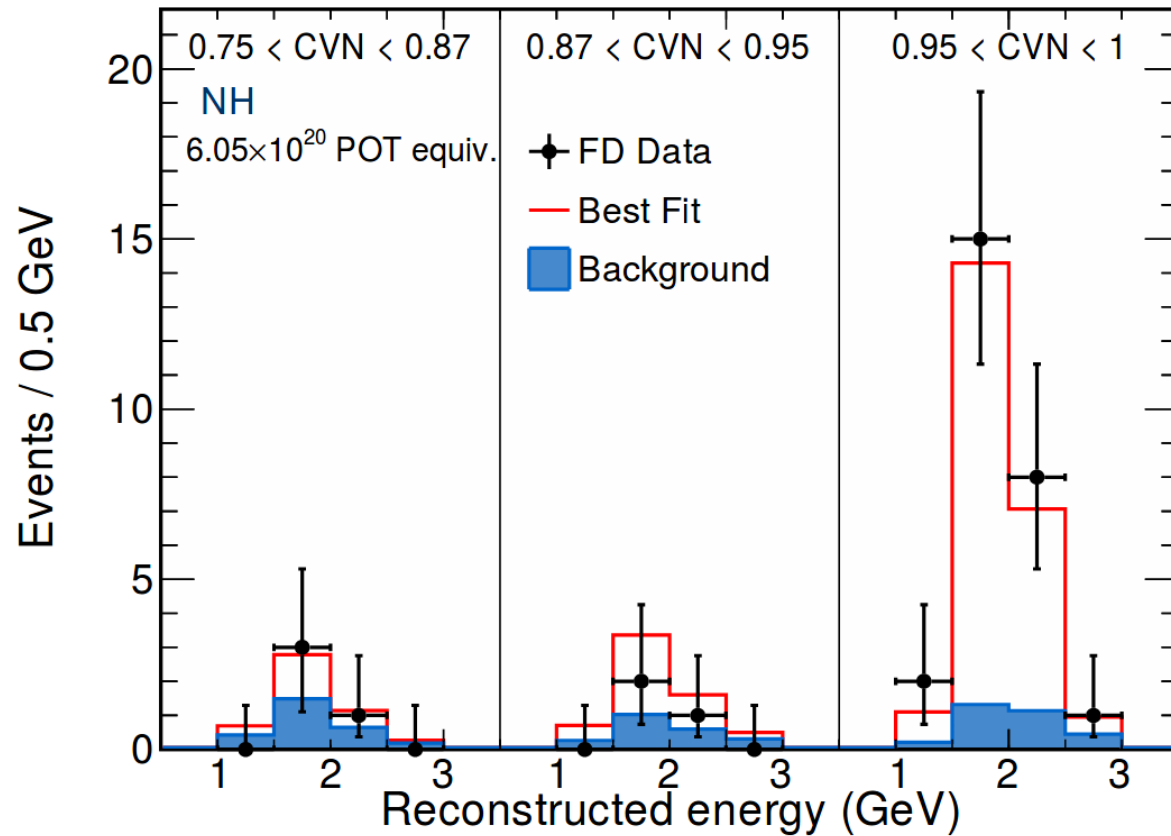 0.75 < CVN < 0.87
0.87 < CVN < 0.95
0.95 < CVN < 1
NH
6.05×10²⁰ POT equiv.
FD Data
Best Fit
Background
Events / 0.5 GeV
20
15
10
5
0
1 2 3 1 2 3 1 2 3
Reconstructed energy (GeV)